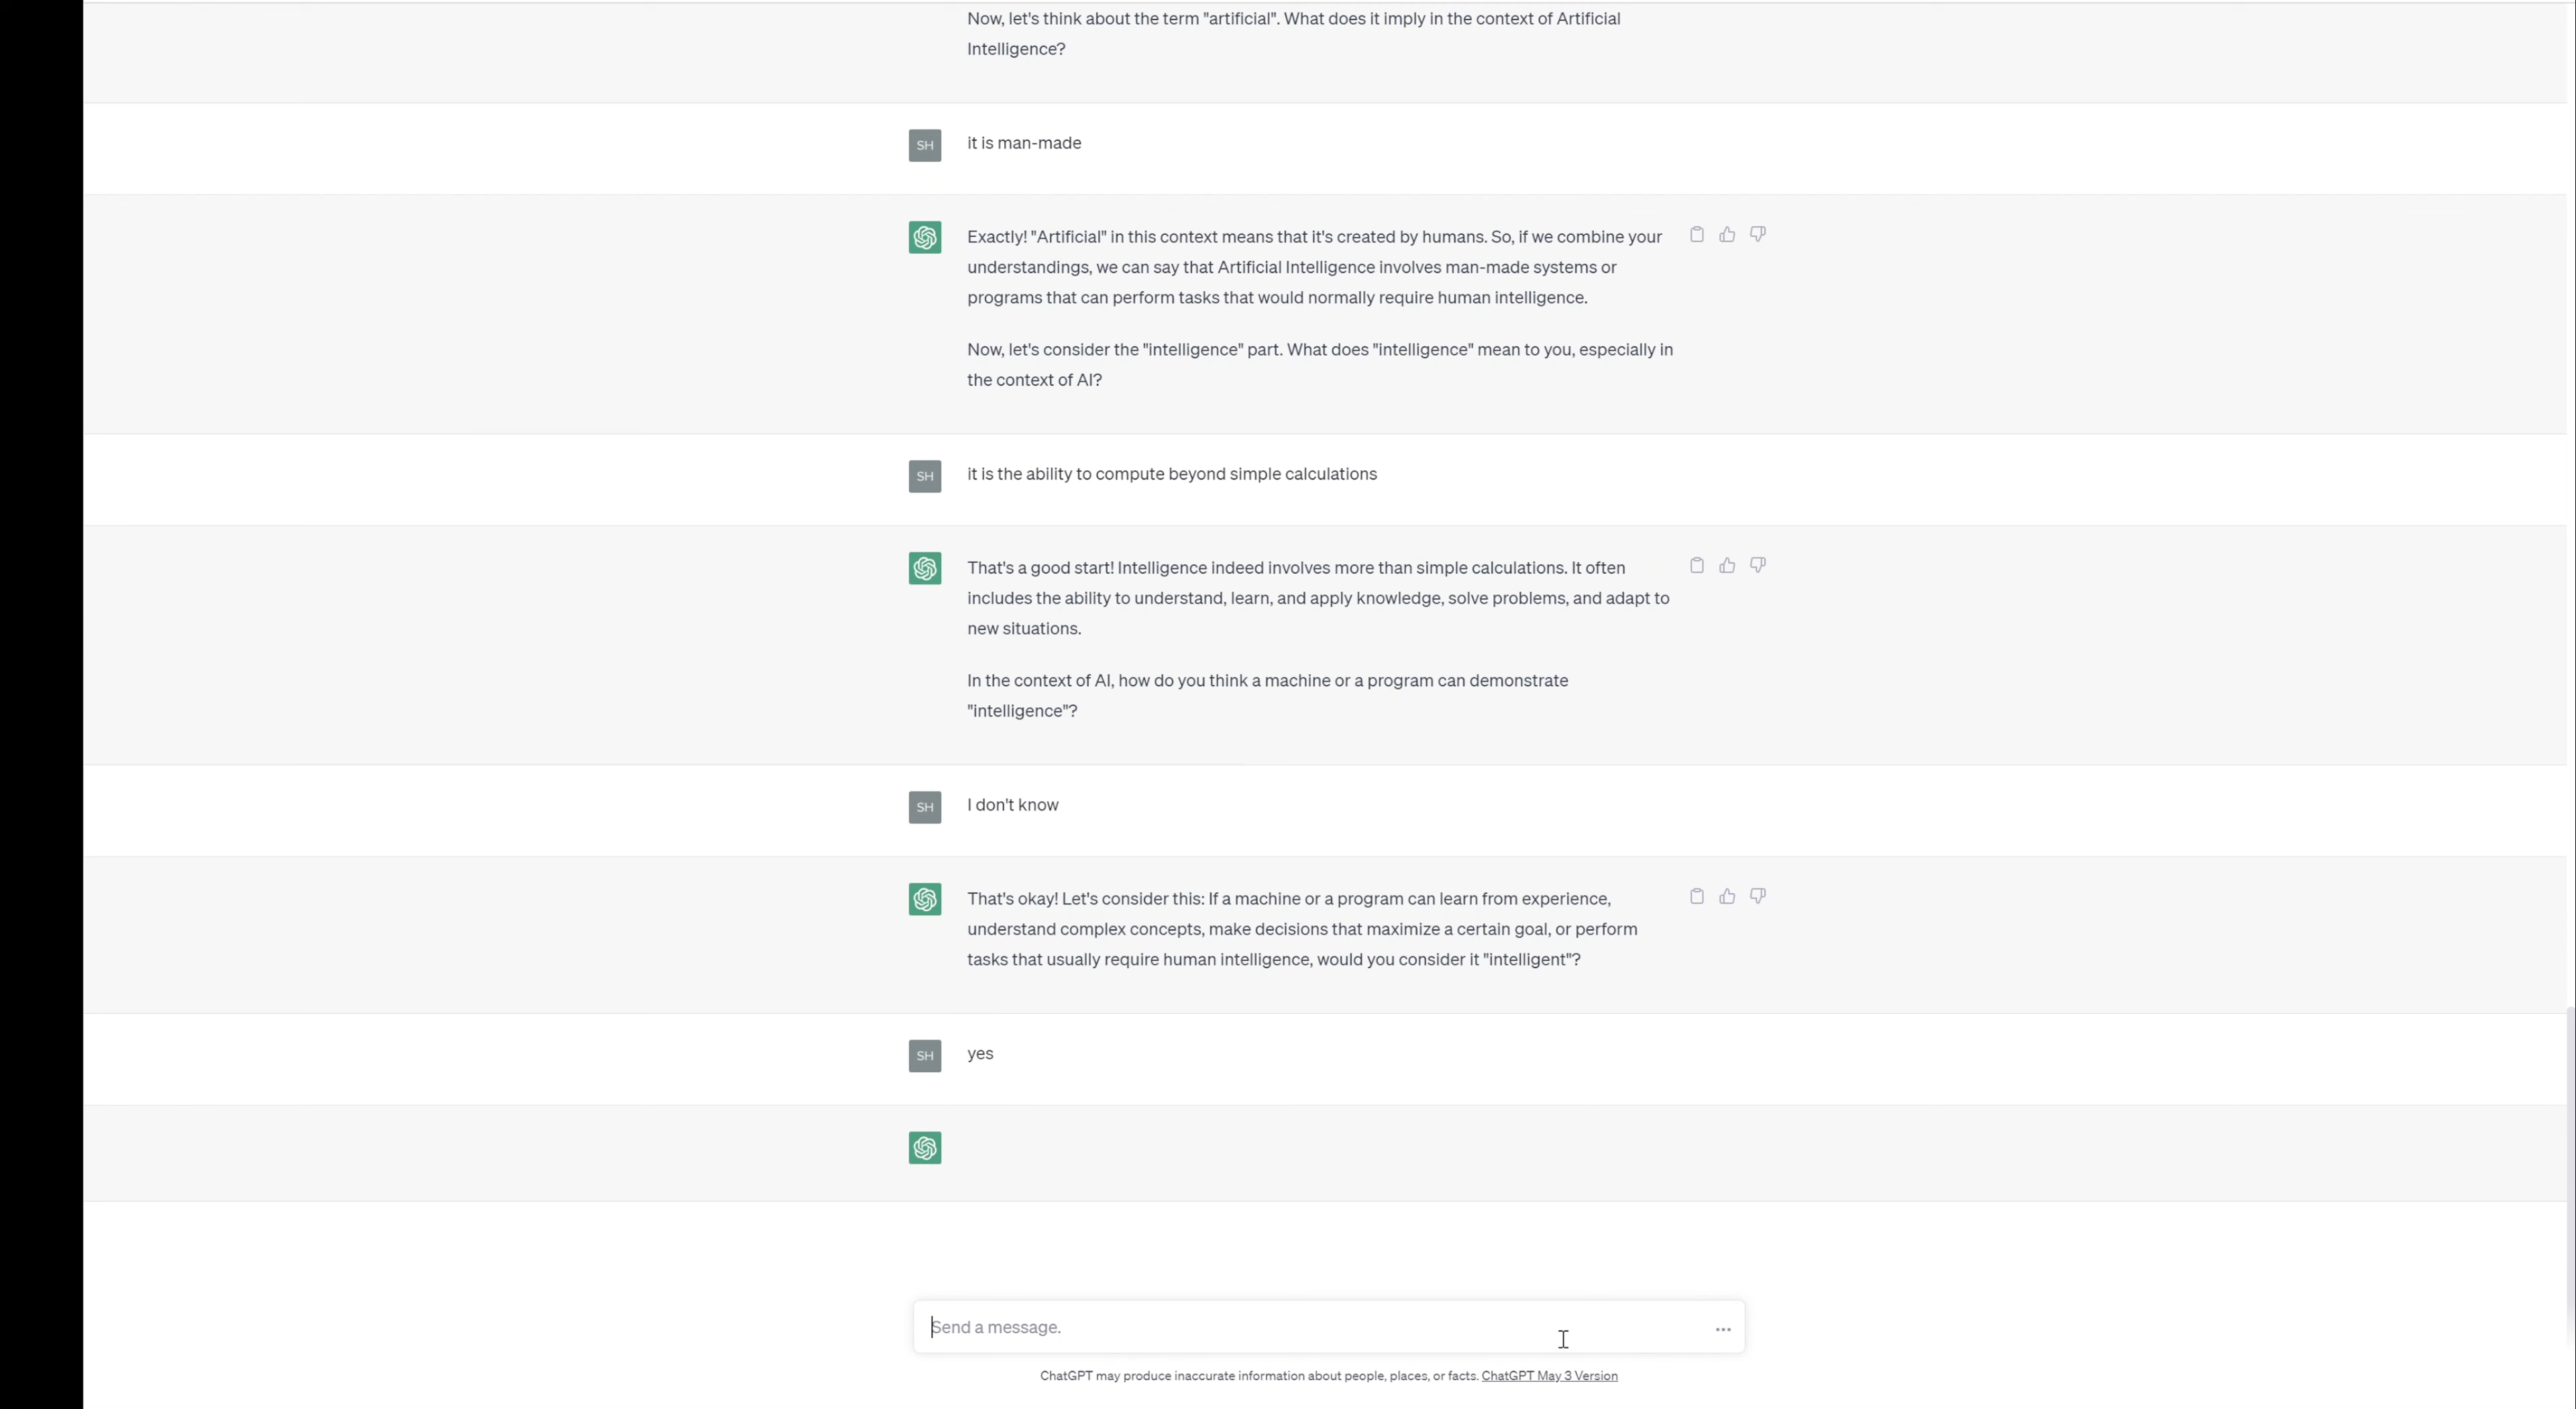 Now, let's think about the term "artificial". What does it imply in the context of Artificial
Intelligence?
SH
it is man-made
Exactly! "Artificial" in this context means that it's created by humans. So, if we combine your
understandings, we can say that Artificial Intelligence involves man-made systems or
programs that can perform tasks that would normally require human intelligence.
Now, let's consider the "intelligence" part. What does "intelligence" mean to you, especially in
the context of AI?
SH
it is the ability to compute beyond simple calculations
That's a good start! Intelligence indeed involves more than simple calculations. It often
includes the ability to understand, learn, and apply knowledge, solve problems, and adapt to
new situations.
In the context of AI, how do you think a machine or a program can demonstrate
"intelligence"?
SH
I don't know
That's okay! Let's consider this: If a machine or a program can learn from experience,
understand complex concepts, make decisions that maximize a certain goal, or perform
tasks that usually require human intelligence, would you consider it "intelligent"?
SH
yes
Send a message.
ChatGPT may produce inaccurate information about people, places, or facts. ChatGPT May 3 Version